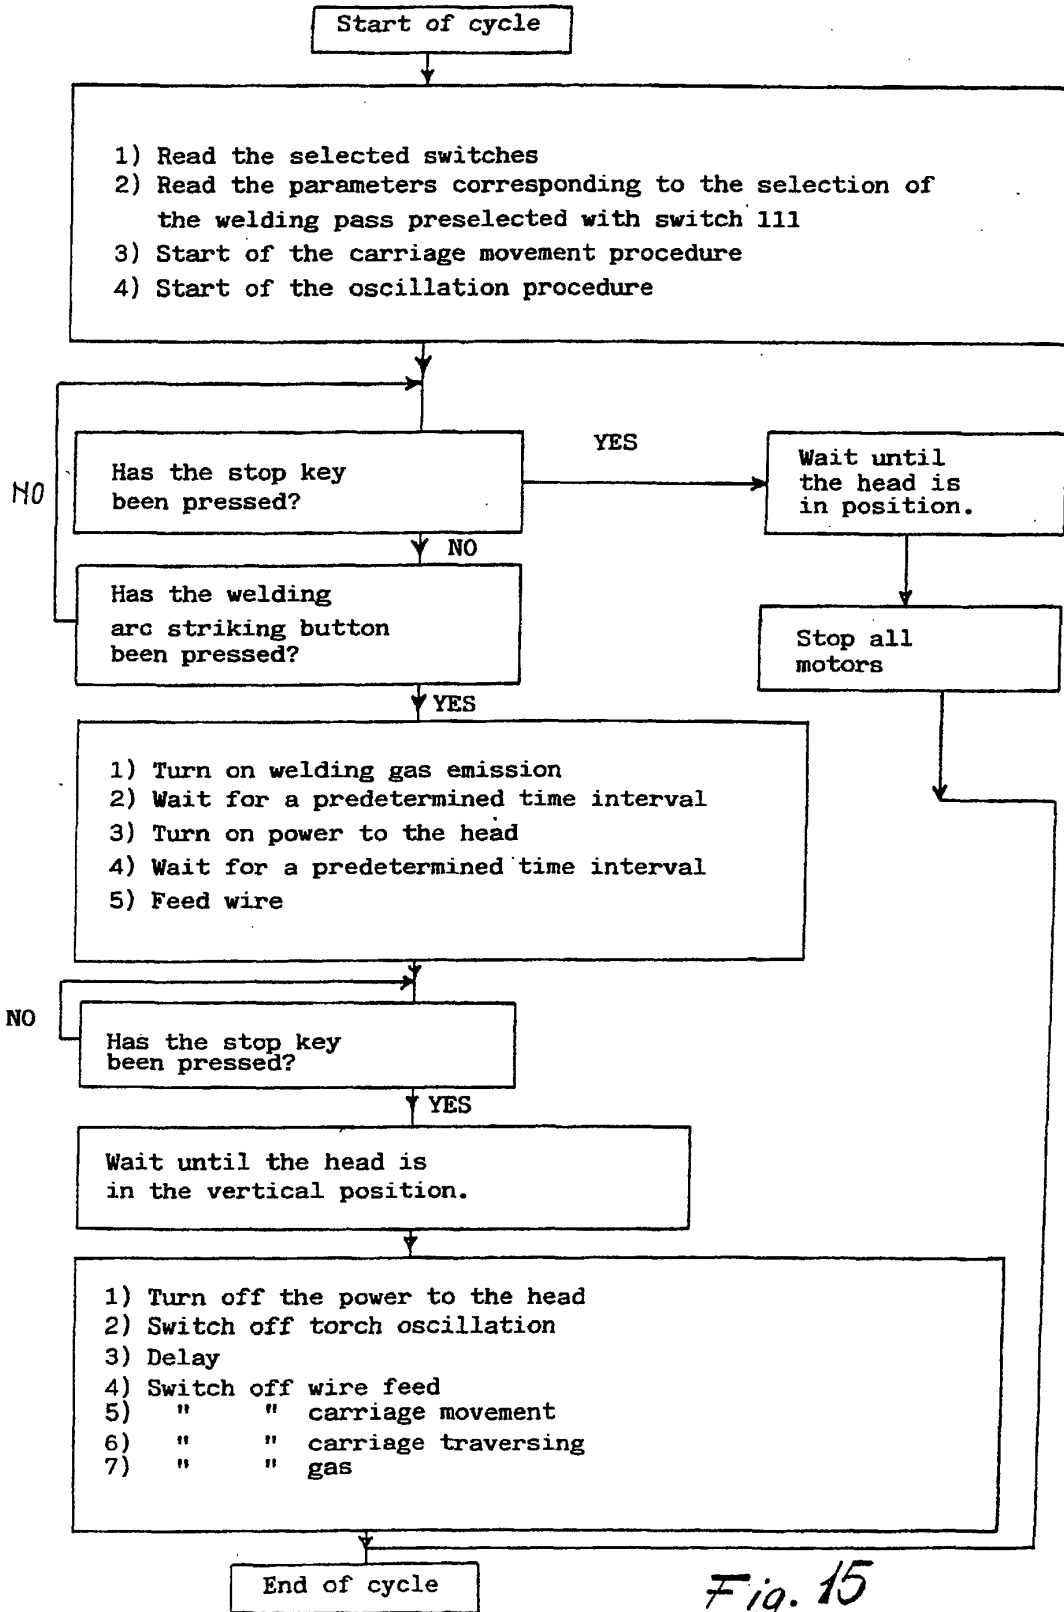 Start of cycle
1) Read the selected switches
2) Read the parameters corresponding to the selection of
the welding pass preselected with switch 111
3) Start of the carriage movement procedure
4) Start of the oscillation procedure
NO
Has the stop key
been pressed?
YES
Wait until
the head is
in position.
NO
Has the welding
arc striking button
been pressed?
Stop all
motors
YES
1) Turn on welding gas emission
2) Wait for a predetermined time interval
3) Turn on power to the head
4) Wait for a predetermined time interval
5) Feed wire
NO
Has the stop key
been pressed?
YES
Wait until the head is
in the vertical position.
1) Turn off the power to the head
2) Switch off torch oscillation
3) Delay
4) Switch off wire feed
5) " " carriage movement
6) " " carriage traversing
7) " " gas
End of cycle
Fig. 15